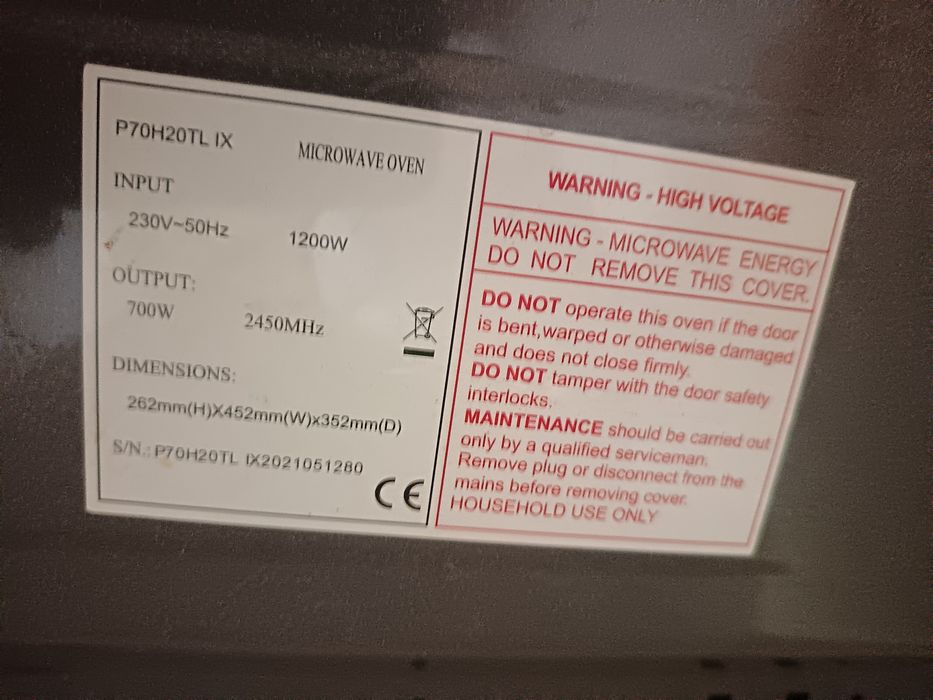 P70H20TL IX
MICROWAVE OVEN
INPUT
230V~50Hz 1200W
OUTPUT:
700W 2450MHz
DIMENSIONS:
262mm(H)X452mm(W)x352mm(D)
S/N.: P70H20TL IX2021051280
CE
WARNING - HIGH VOLTAGE
WARNING - MICROWAVE ENERGY
DO NOT REMOVE THIS COVER.
DO NOT operate this oven if the door
is bent,warped or otherwise damaged
and does not close firmly.
DO NOT tamper with the door safety
interlocks.
MAINTENANCE should be carried out
only by a qualified serviceman.
Remove plug or disconnect from the
mains before removing cover.
HOUSEHOLD USE ONLY